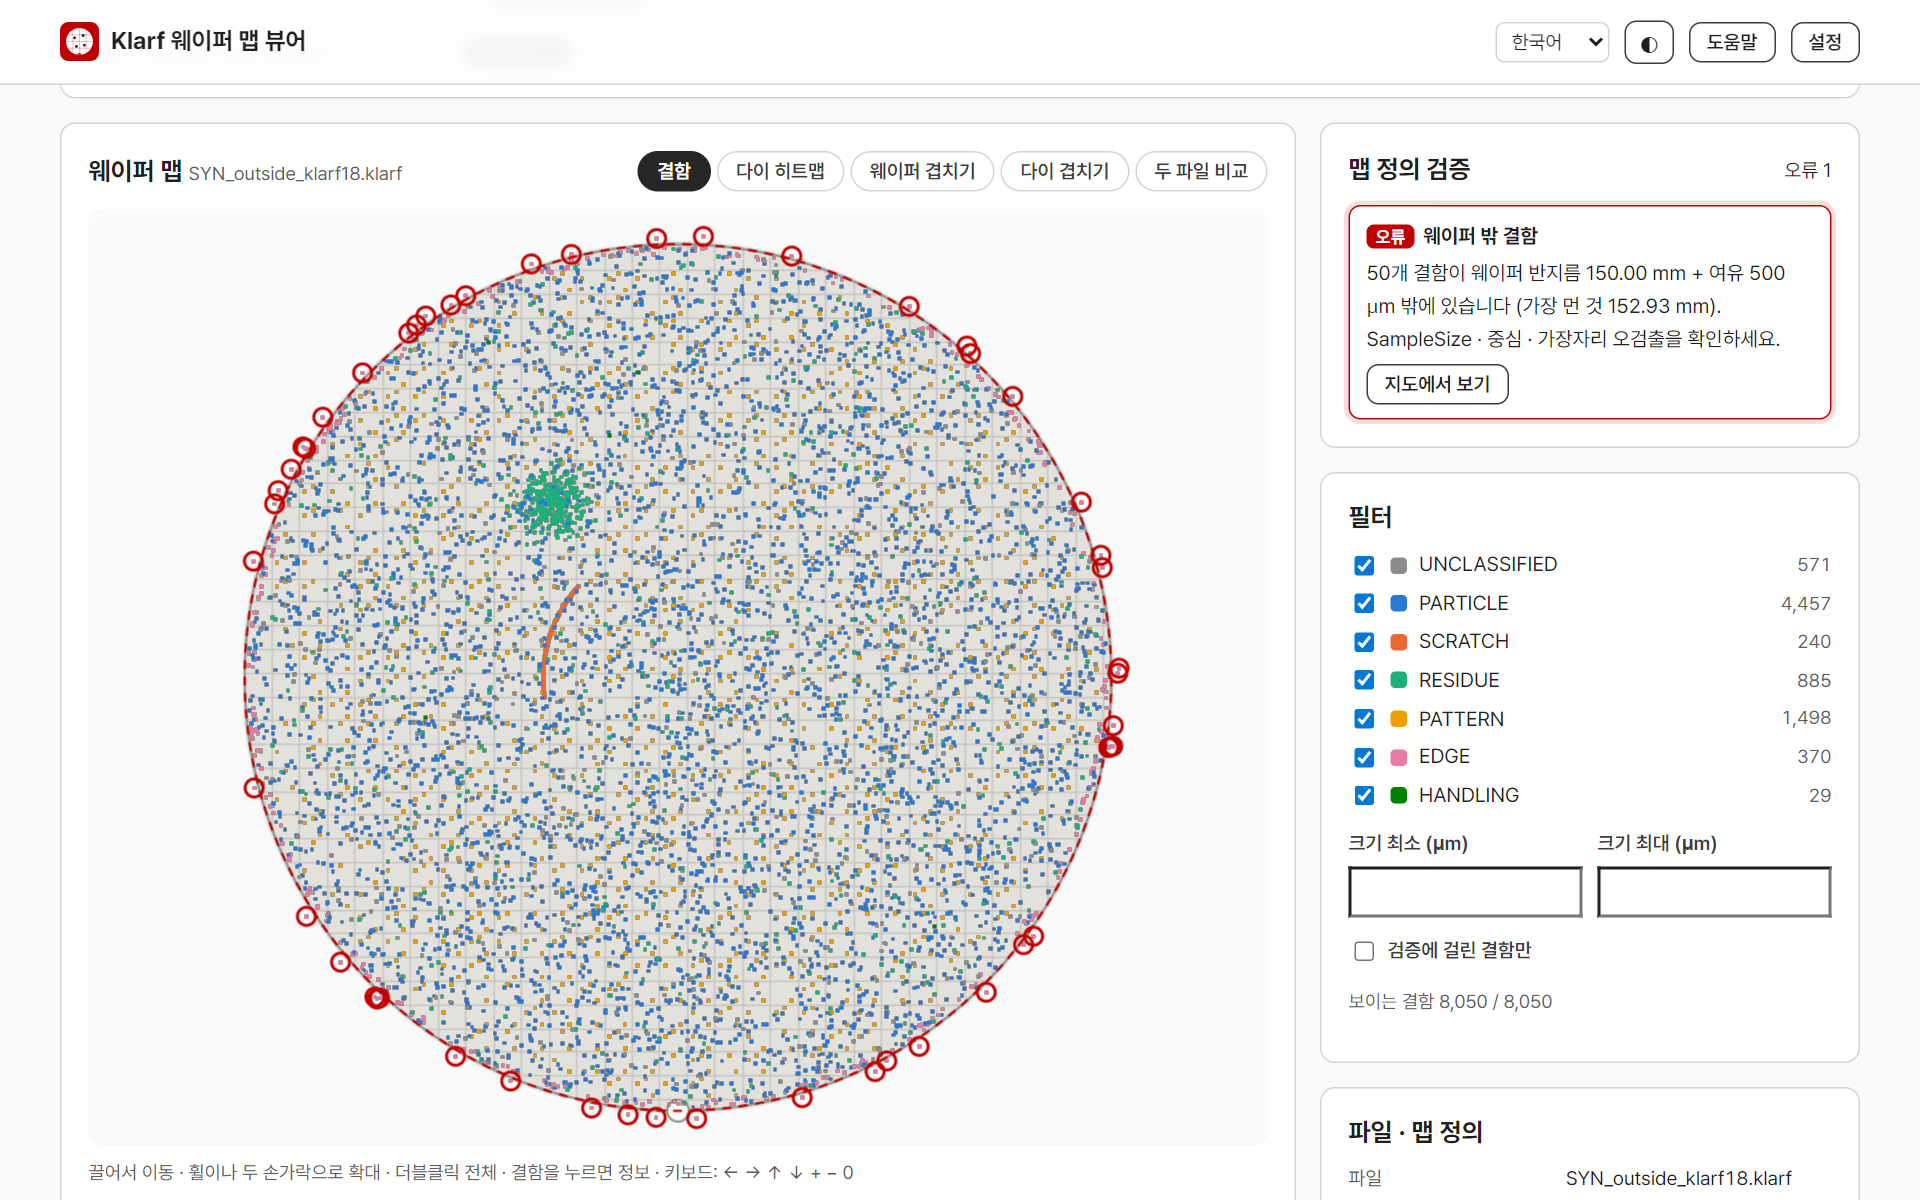 Klarf 웨이퍼 맵 뷰어
한국어
도움말
설정
웨이퍼 맵 SYN_outside_klarf18.klarf
결함
다이 히트맵
웨이퍼 겹치기
다이 겹치기
두 파일 비교
끌어서 이동 · 휠이나 두 손가락으로 확대 · 더블클릭 전체 · 결함을 누르면 정보 · 키보드: ← → ↑ ↓ + − 0
맵 정의 검증
오류 1
오류 웨이퍼 밖 결함
50개 결함이 웨이퍼 반지름 150.00 mm + 여유 500
µm 밖에 있습니다 (가장 먼 것 152.93 mm).
SampleSize · 중심 · 가장자리 오검출을 확인하세요.
지도에서 보기
필터
UNCLASSIFIED 571
PARTICLE 4,457
SCRATCH 240
RESIDUE 885
PATTERN 1,498
EDGE 370
HANDLING 29
크기 최소 (µm)
크기 최대 (µm)
검증에 걸린 결함만
보이는 결함 8,050 / 8,050
파일 · 맵 정의
파일 SYN_outside_klarf18.klarf